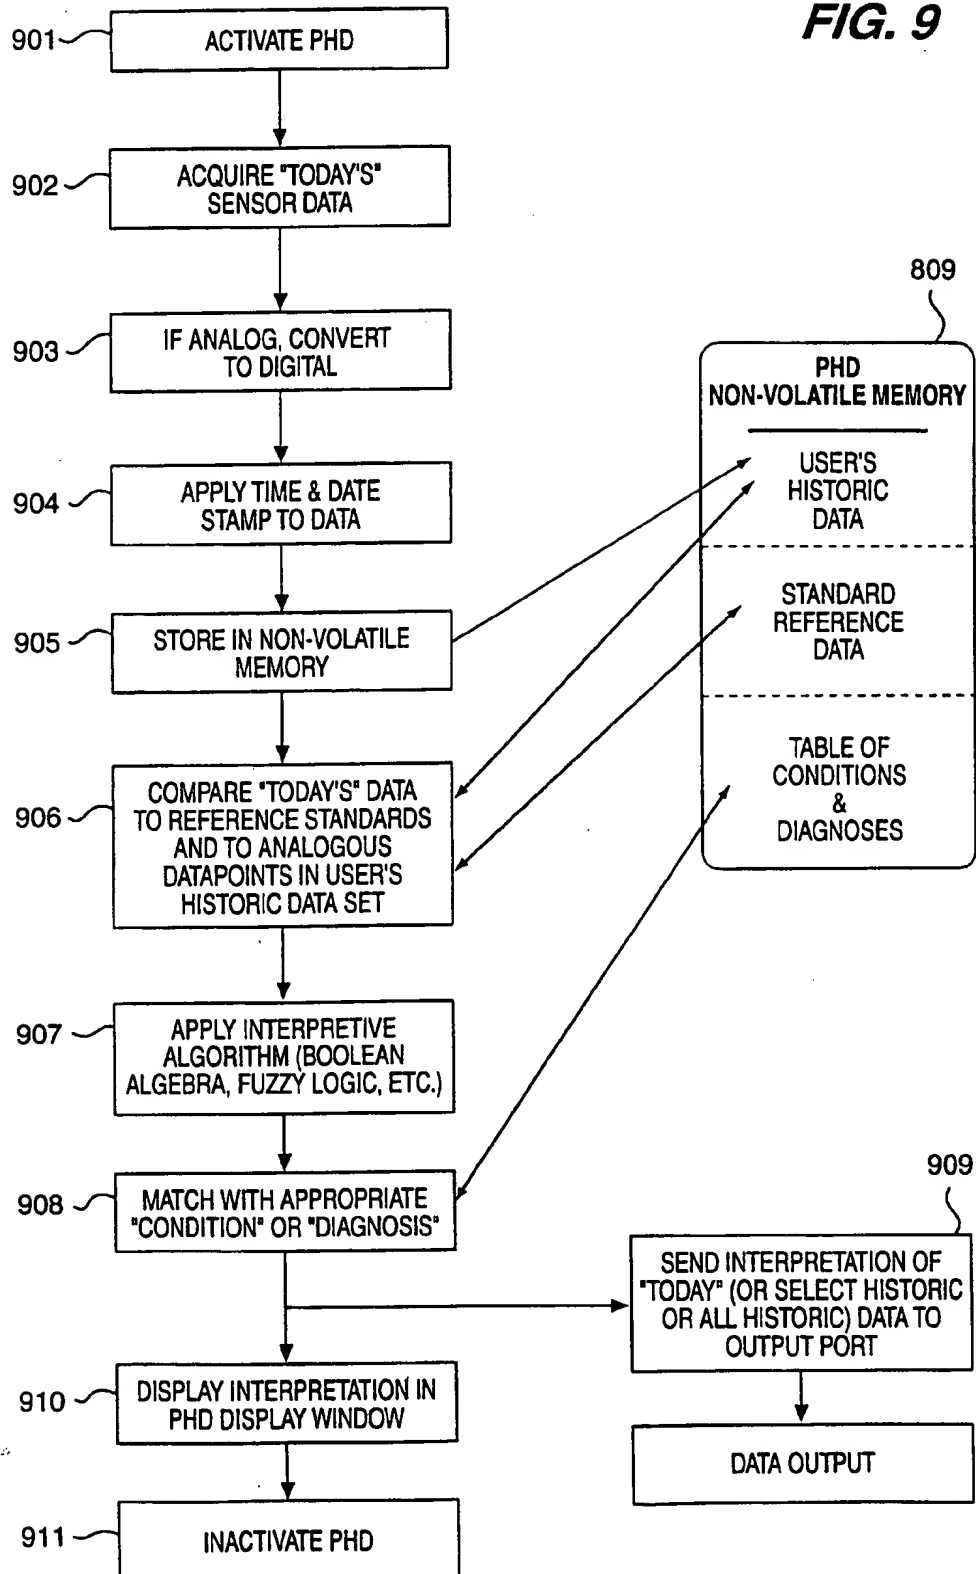 FIG. 9
901
ACTIVATE PHD
902
ACQUIRE "TODAY'S"
SENSOR DATA
903
IF ANALOG, CONVERT
TO DIGITAL
904
APPLY TIME & DATE
STAMP TO DATA
905
STORE IN NON-VOLATILE
MEMORY
906
COMPARE "TODAY'S" DATA
TO REFERENCE STANDARDS
AND TO ANALOGOUS
DATAPOINTS IN USER'S
HISTORIC DATA SET
907
APPLY INTERPRETIVE
ALGORITHM (BOOLEAN
ALGEBRA, FUZZY LOGIC, ETC.)
908
MATCH WITH APPROPRIATE
"CONDITION" OR "DIAGNOSIS"
910
DISPLAY INTERPRETATION IN
PHD DISPLAY WINDOW
911
INACTIVATE PHD
809
PHD
NON-VOLATILE MEMORY
USER'S
HISTORIC
DATA
STANDARD
REFERENCE
DATA
TABLE OF
CONDITIONS
&
DIAGNOSES
909
SEND INTERPRETATION OF
"TODAY" (OR SELECT HISTORIC
OR ALL HISTORIC) DATA TO
OUTPUT PORT
DATA OUTPUT